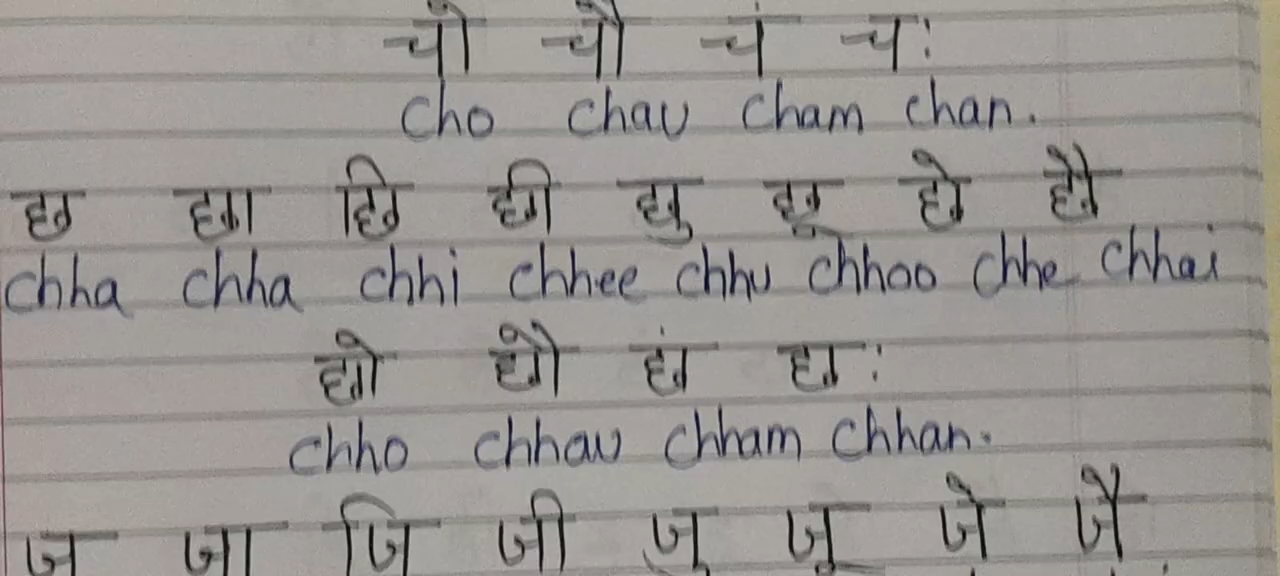 चो चौ चं चः
cho chau cham chan.
छ छा छि छी छु छू छे छै
chha chha chhi chhee chhu chhoo chhe chhai
छो छौ छं छः
chho chhau chham chhan.
ज जा जि जी जु जू जे जै